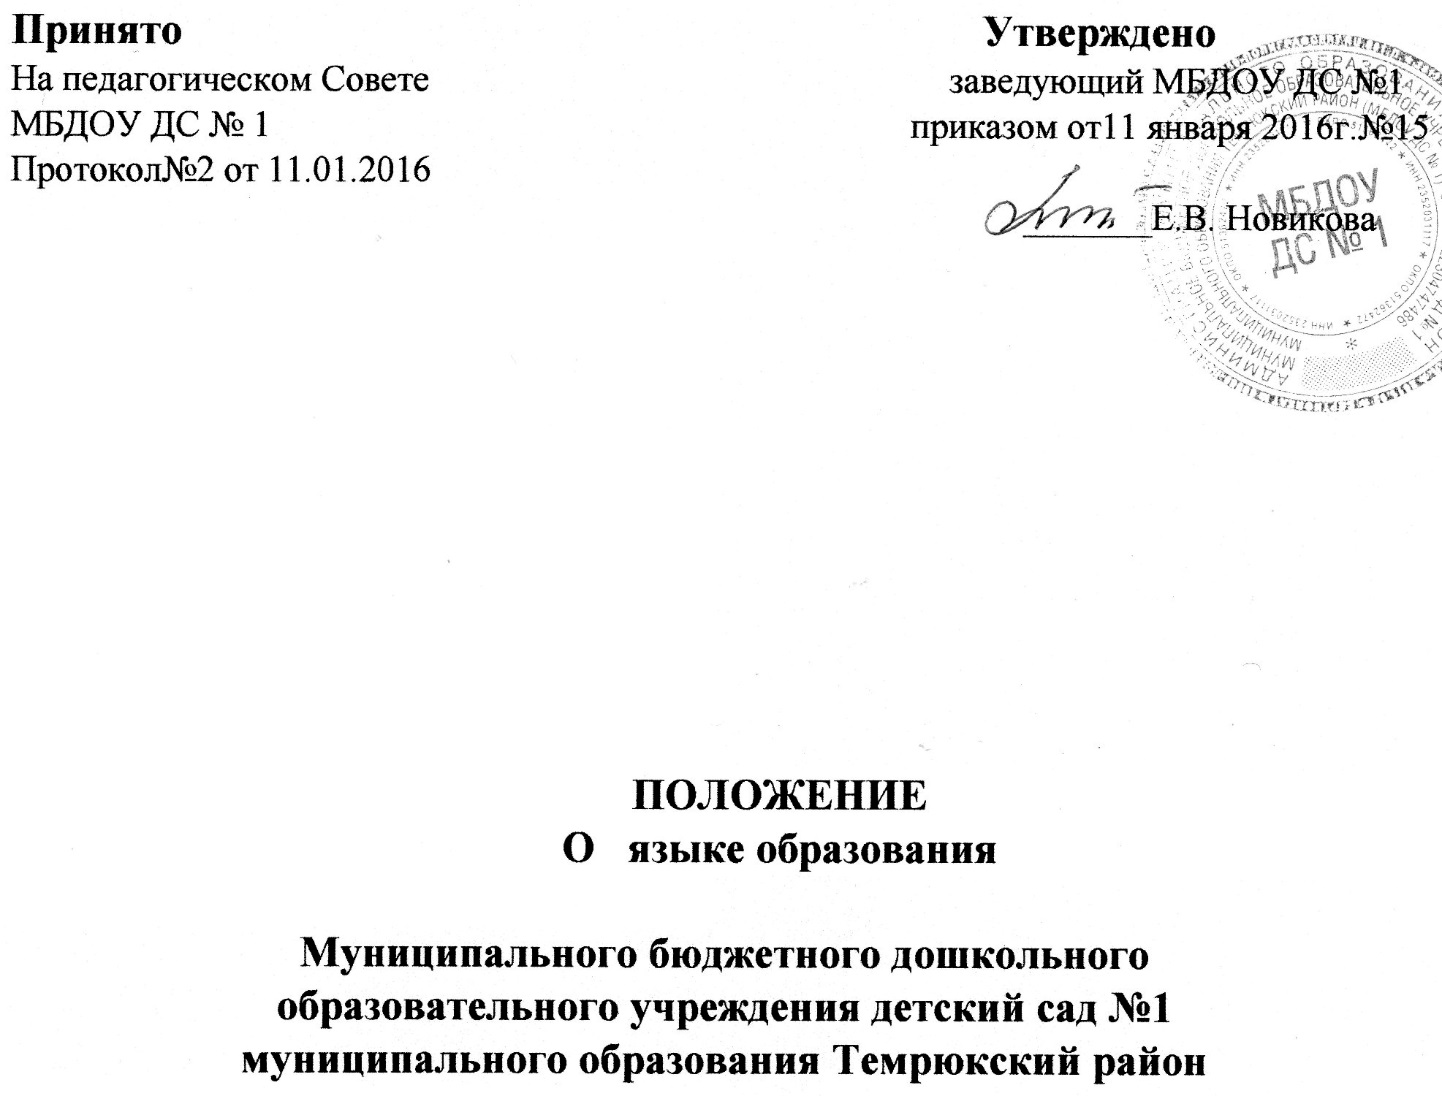 Принято
На педагогическом Совете
МБДОУ ДС № 1
Протокол№2 от 11.01.2016
Утверждено
заведующий МБДОУ ДС №1
приказом от11 января 2016г.№15
Е.В. Новикова
МБДОУ
ДС № 1
ПОЛОЖЕНИЕ
О языке образования
Муниципального бюджетного дошкольного
образовательного учреждения детский сад №1
муниципального образования Темрюкский район